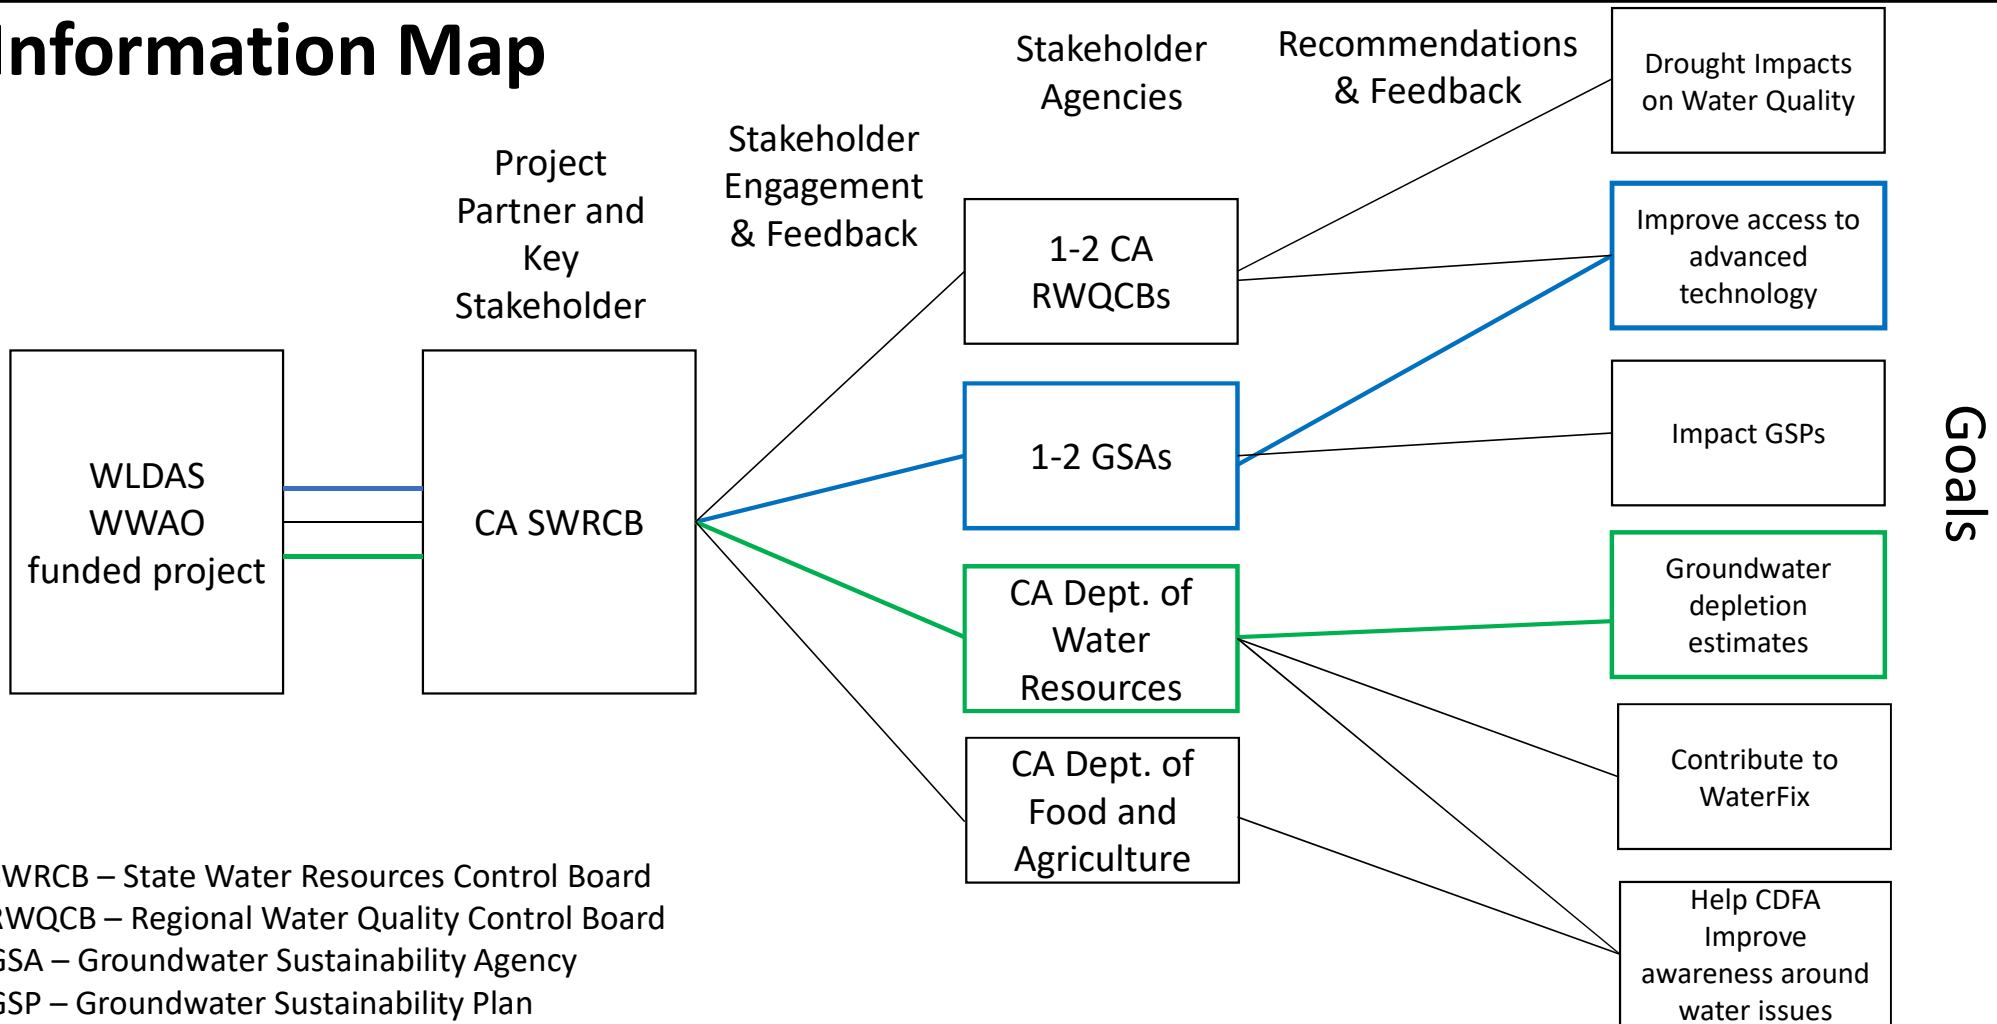 Information Map
Project
Partner and
Key
Stakeholder
Stakeholder
Engagement
& Feedback
Stakeholder
Agencies
Recommendations
& Feedback
WLDAS
WWAO
funded project
CA SWRCB
1-2 CA
RWQCBs
1-2 GSAs
CA Dept. of
Water
Resources
CA Dept. of
Food and
Agriculture
Drought Impacts
on Water Quality
Improve access to
advanced
technology
Impact GSPs
Groundwater
depletion
estimates
Contribute to
WaterFix
Help CDFA
Improve
awareness around
water issues
Goals
SWRCB – State Water Resources Control Board
RWQCB – Regional Water Quality Control Board
GSA – Groundwater Sustainability Agency
GSP – Groundwater Sustainability Plan